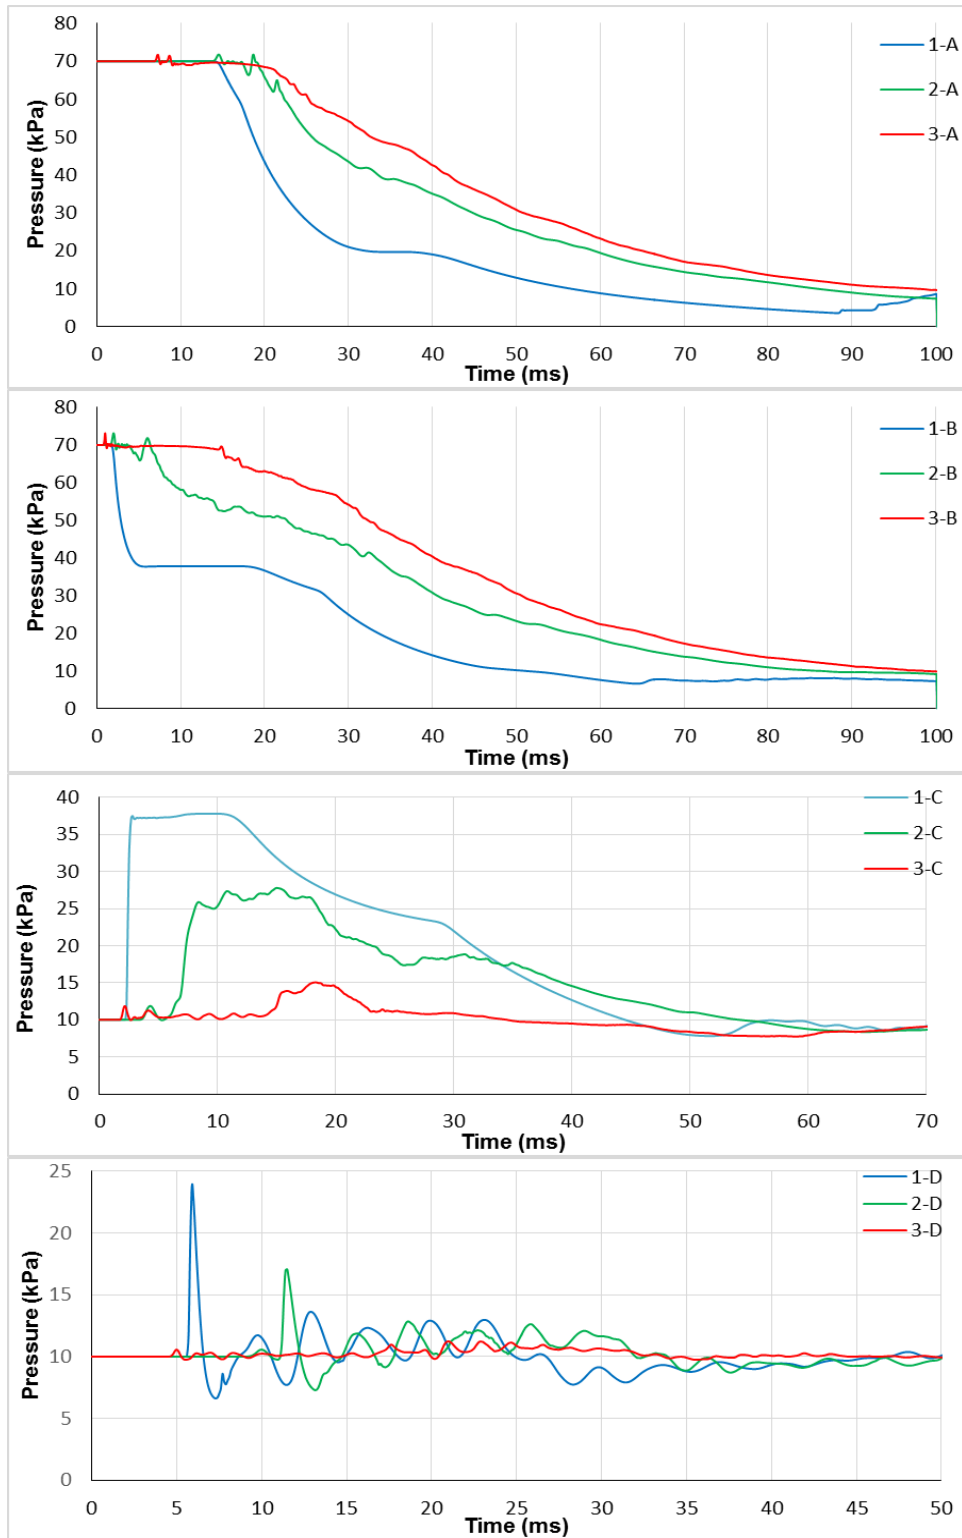 80
70
60
50
40
30
20
10
0
Pressure (kPa)
0 10 20 30 40 50 60 70 80 90 100
Time (ms)
1-A
2-A
3-A
80
70
60
50
40
30
20
10
0
Pressure (kPa)
0 10 20 30 40 50 60 70 80 90 100
Time (ms)
1-B
2-B
3-B
40
35
30
25
20
15
10
5
0
Pressure (kPa)
0 10 20 30 40 50 60 70
Time (ms)
1-C
2-C
3-C
25
20
15
10
5
0
Pressure (kPa)
0 5 10 15 20 25 30 35 40 45 50
Time (ms)
1-D
2-D
3-D